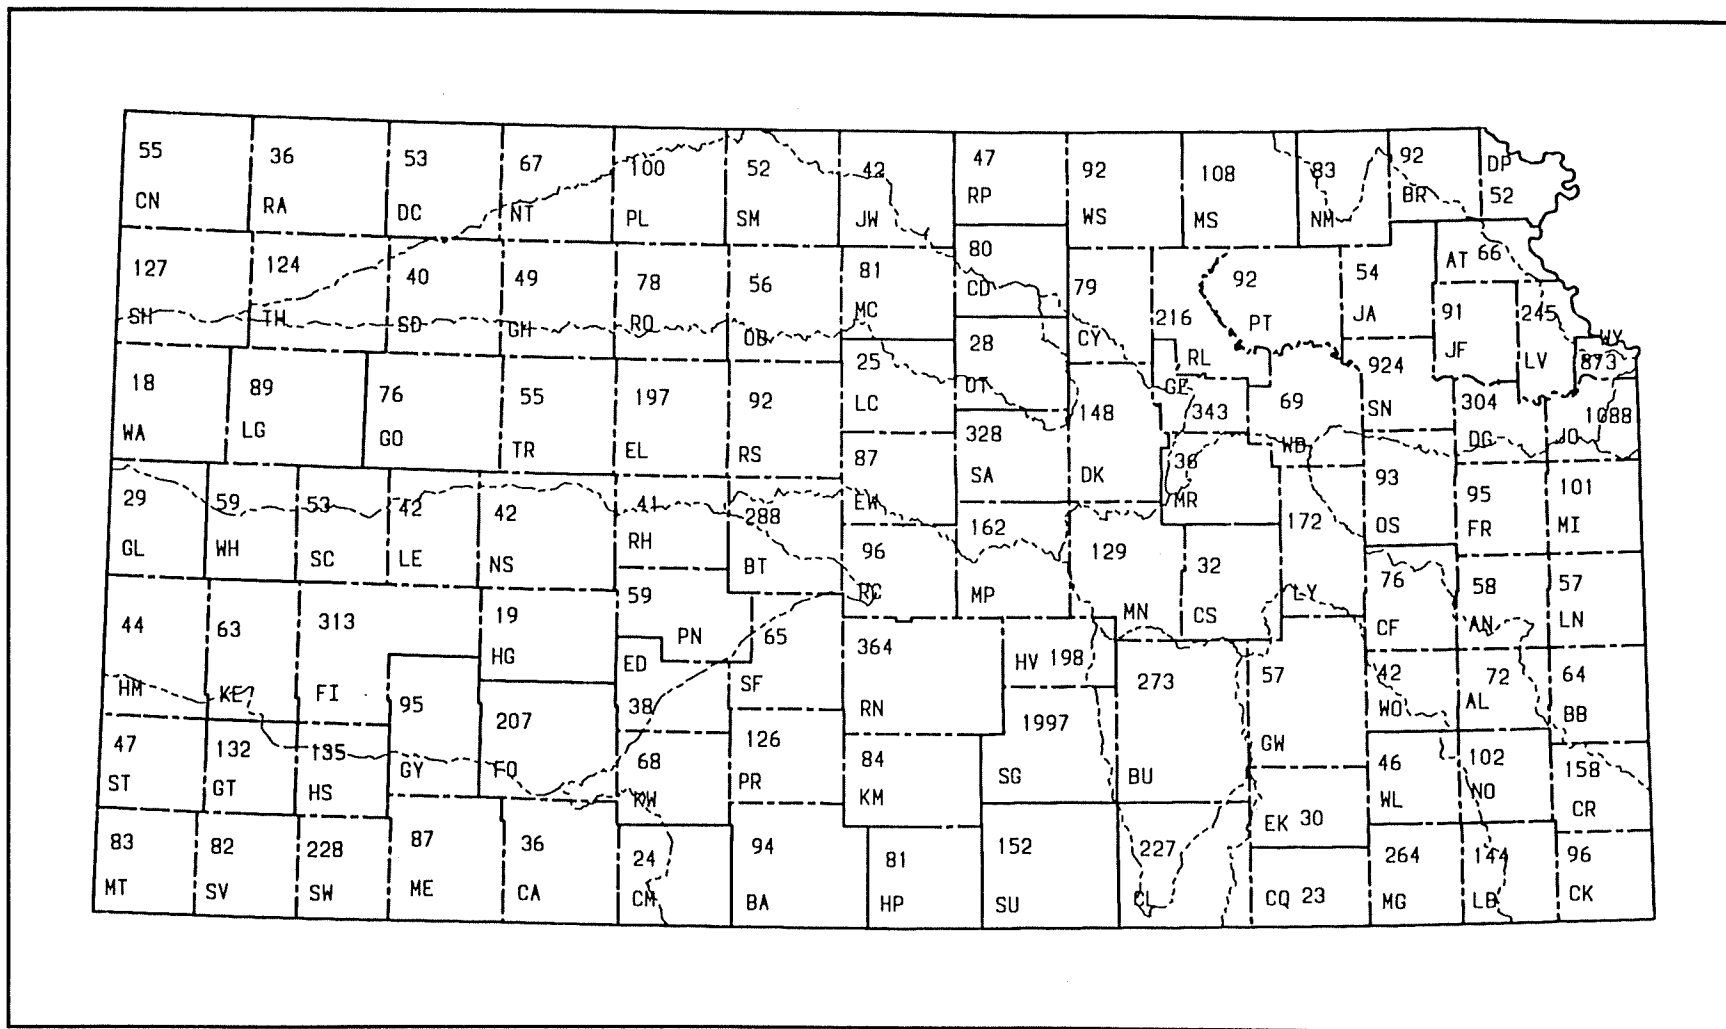 55 36 53 67 100 52 42 47 92 108 83 92 DP
CN RA DC NT PL SM JW RP WS MS NM BR 52
127 124 40 49 78 56 81 80 79 216 92 54 AT 66
SH TH SD GH RO OB MC CD CY RL PT JA 91 245 WY
18 89 76 55 197 92 25 28 148 GE 343 69 924 JF LV 873
WA LG GO TR EL RS LC OT DK WB SN 304 DG JO 1088
29 59 53 42 42 41 288 87 328 36 172 93 95 101
GL WH SC LE NS RH BT EW SA MR LY OS FR MI
44 63 313 19 59 96 162 129 32 76 58 57
HM KE FI HG PN RC MP MN CS CF AN LN
95 ED 65 364 HV 198 273 57 42 72 64
GY 38 SF RN BU GW WO AL BB
47 132 135 207 68 126 84 1997 46 102 158
ST GT HS FO KW PR KM SG WL NO CR
83 82 228 87 36 24 94 81 152 227 EK 30 264 144 96
MT SV SW ME CA CM BA HP SU CL CQ 23 MG LB CK